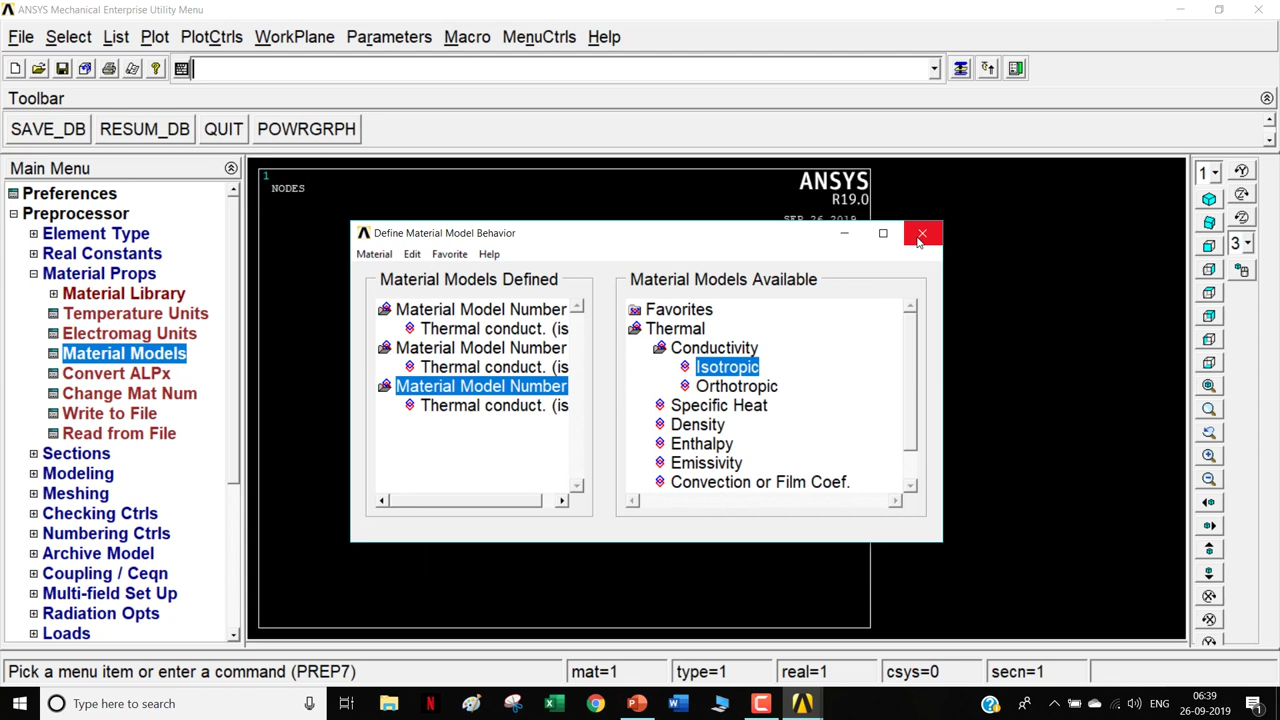 ANSYS Mechanical Enterprise Utility Menu
File Select List Plot PlotCtrls WorkPlane Parameters Macro MenuCtrls Help
Toolbar
SAVE_DB RESUM_DB QUIT POWRGRPH
Main Menu
Preferences
Preprocessor
Element Type
Real Constants
Material Props
Material Library
Temperature Units
Electromag Units
Material Models
Convert ALPx
Change Mat Num
Write to File
Read from File
Sections
Modeling
Meshing
Checking Ctrls
Numbering Ctrls
Archive Model
Coupling / Ceqn
Multi-field Set Up
Radiation Opts
Loads
1
NODES
ANSYS
R19.0
SEP 26 2019
Define Material Model Behavior
Material Edit Favorite Help
Material Models Defined
Material Model Number
Thermal conduct. (is
Material Model Number
Thermal conduct. (is
Material Model Number
Thermal conduct. (is
Material Models Available
Favorites
Thermal
Conductivity
Isotropic
Orthotropic
Specific Heat
Density
Enthalpy
Emissivity
Convection or Film Coef.
1
3
Pick a menu item or enter a command (PREP7) mat=1 type=1 real=1 csys=0 secn=1
Type here to search
ENG
06:39
26-09-2019
1